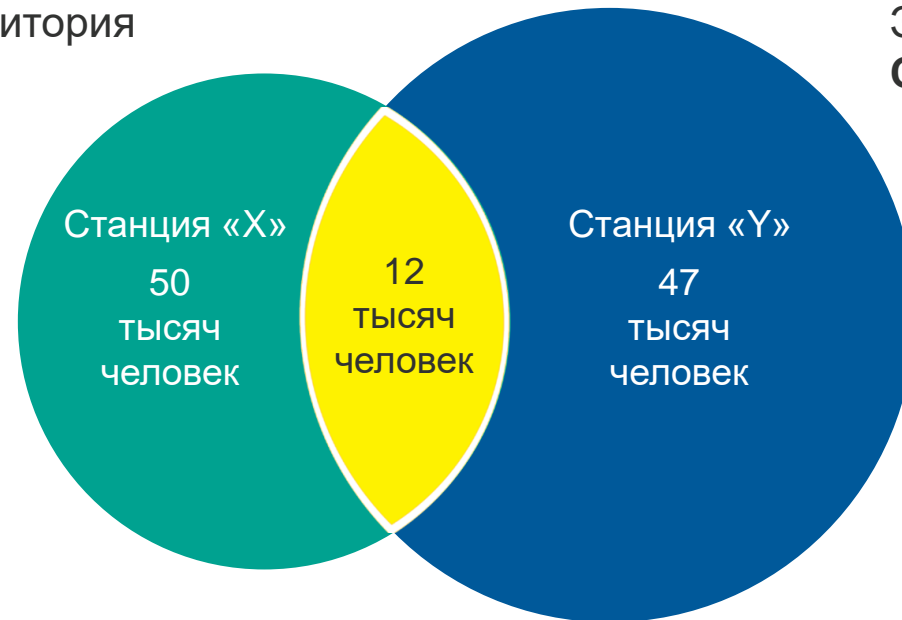 итория
Станция «X»
50
тысяч
человек
12
тысяч
человек
Станция «Y»
47
тысяч
человек